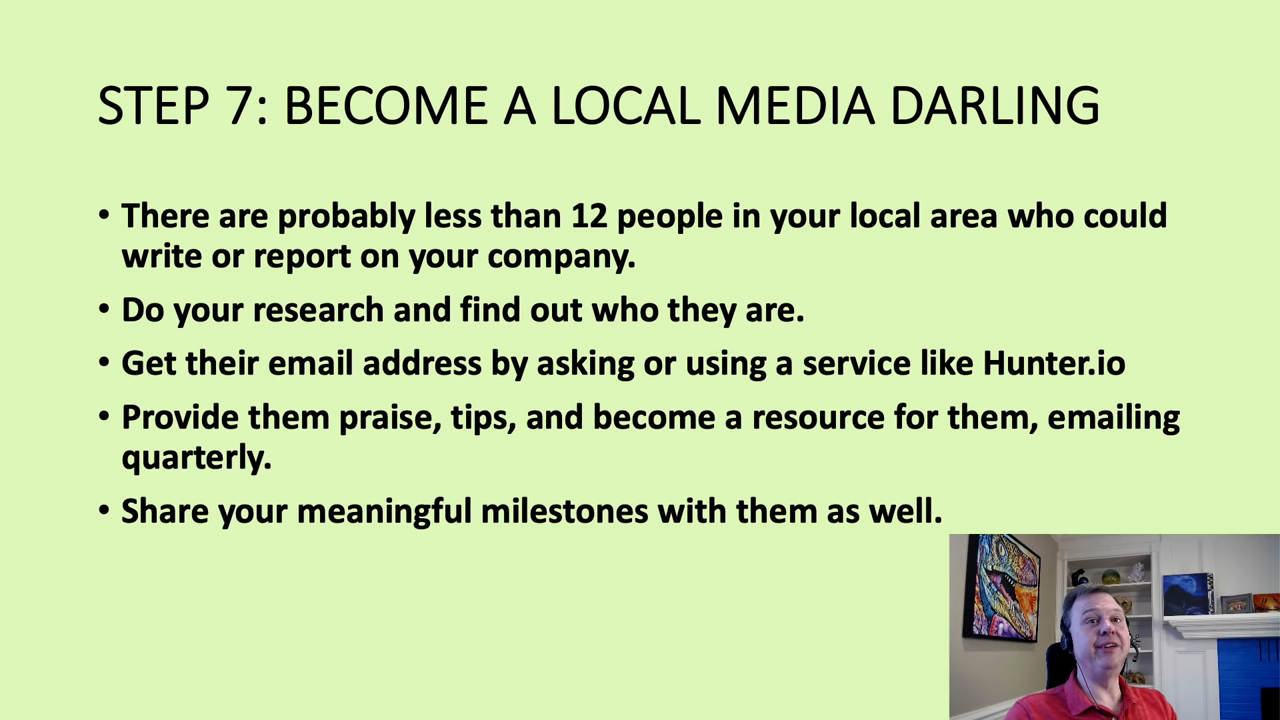 STEP 7: BECOME A LOCAL MEDIA DARLING
• There are probably less than 12 people in your local area who could
write or report on your company.
• Do your research and find out who they are.
• Get their email address by asking or using a service like Hunter.io
• Provide them praise, tips, and become a resource for them, emailing
quarterly.
• Share your meaningful milestones with them as well.